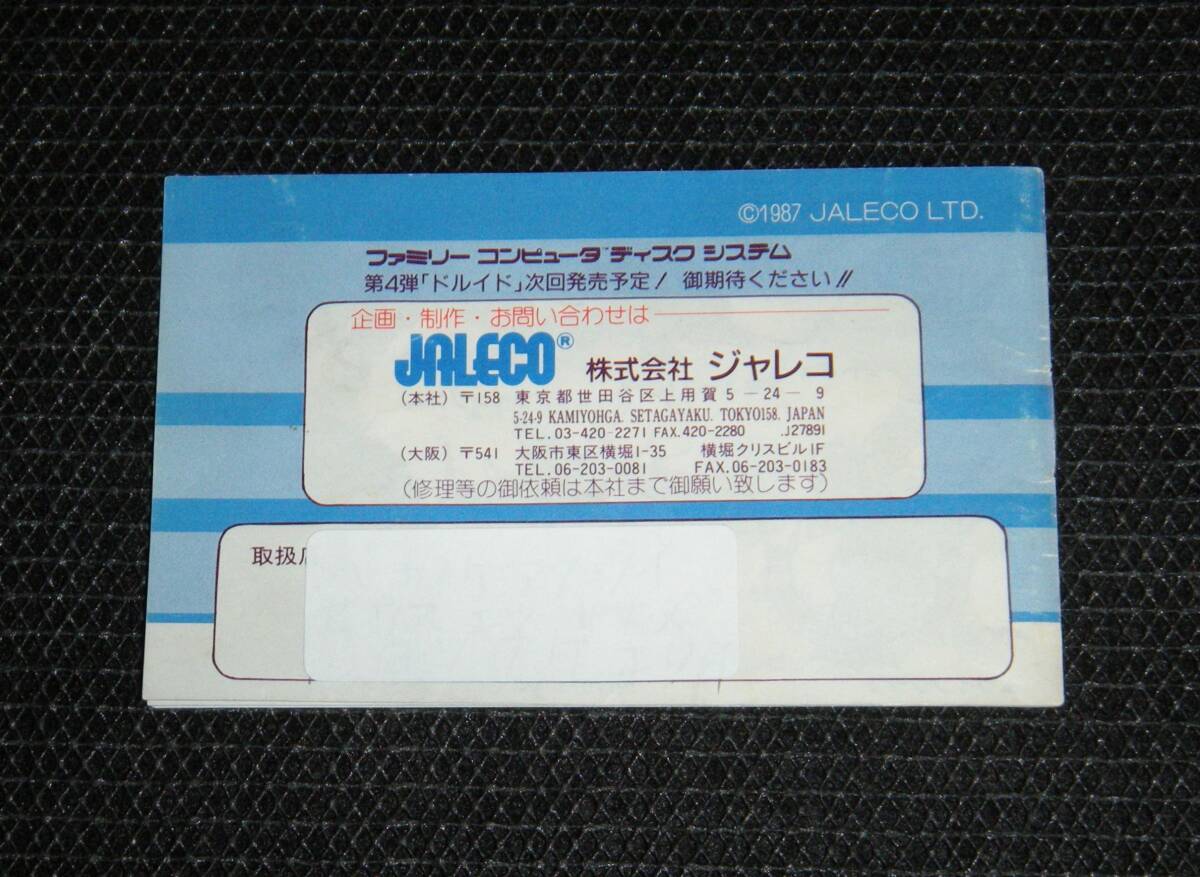 ©1987 JALECO LTD.
ファミリー コンピュータ™ディスク システム
第4弾「ドルイド」次回発売予定! 御期待ください!!
企画・制作・お問い合わせは
JALECO® 株式会社 ジャレコ
(本社) 〒158 東京都世田谷区上用賀5-24-9
5-24-9 KAMIYOHGA. SETAGAYAKU. TOKYO158. JAPAN
TEL.03-420-2271 FAX.420-2280 .J27891
(大阪) 〒541 大阪市東区横堀1-35 横堀クリスビル1F
TEL.06-203-0081 FAX.06-203-0183
(修理等の御依頼は本社まで御願い致します)
取扱